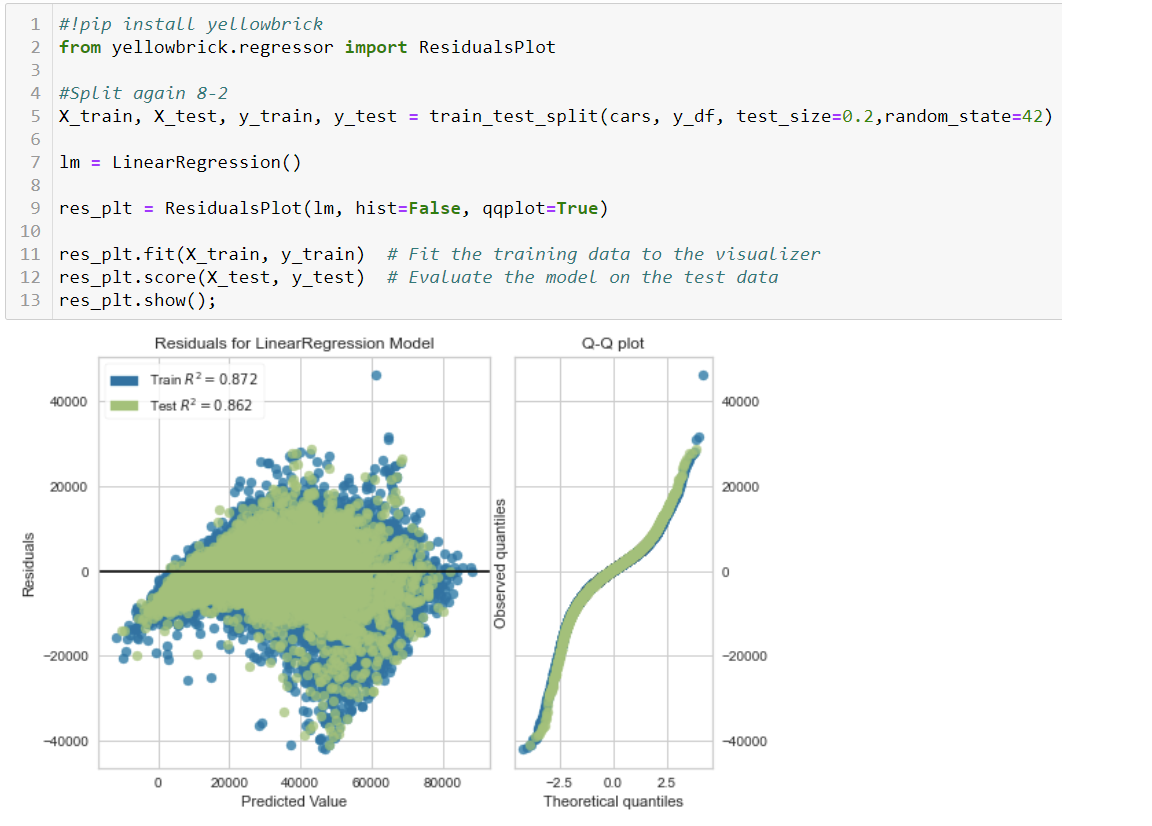 1 #!pip install yellowbrick
2 from yellowbrick.regressor import ResidualsPlot
3
4 #Split again 8-2
5 X_train, X_test, y_train, y_test = train_test_split(cars, y_df, test_size=0.2,random_state=42)
6
7 lm = LinearRegression()
8
9 res_plt = ResidualsPlot(lm, hist=False, qqplot=True)
10
11 res_plt.fit(X_train, y_train)  # Fit the training data to the visualizer
12 res_plt.score(X_test, y_test)  # Evaluate the model on the test data
13 res_plt.show();
Residuals for LinearRegression Model
Train R² = 0.872
Test R² = 0.862
40000
20000
0
−20000
−40000
Residuals
0 20000 40000 60000 80000
Predicted Value
Q-Q plot
Observed quantiles
40000
20000
0
−20000
−40000
−2.5 0.0 2.5
Theoretical quantiles